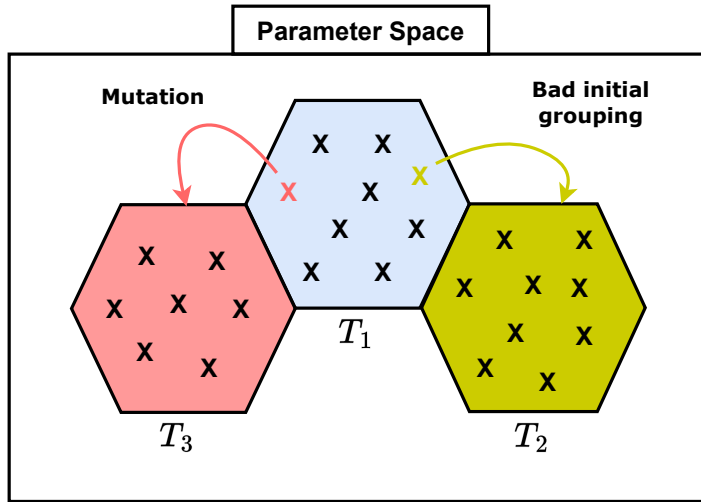 Parameter Space
Mutation
Bad initial
grouping
X X
X
X X
X X
X X
T₁
X X
X X X
X X
T₃
X X
X X X
X X
X X
T₂